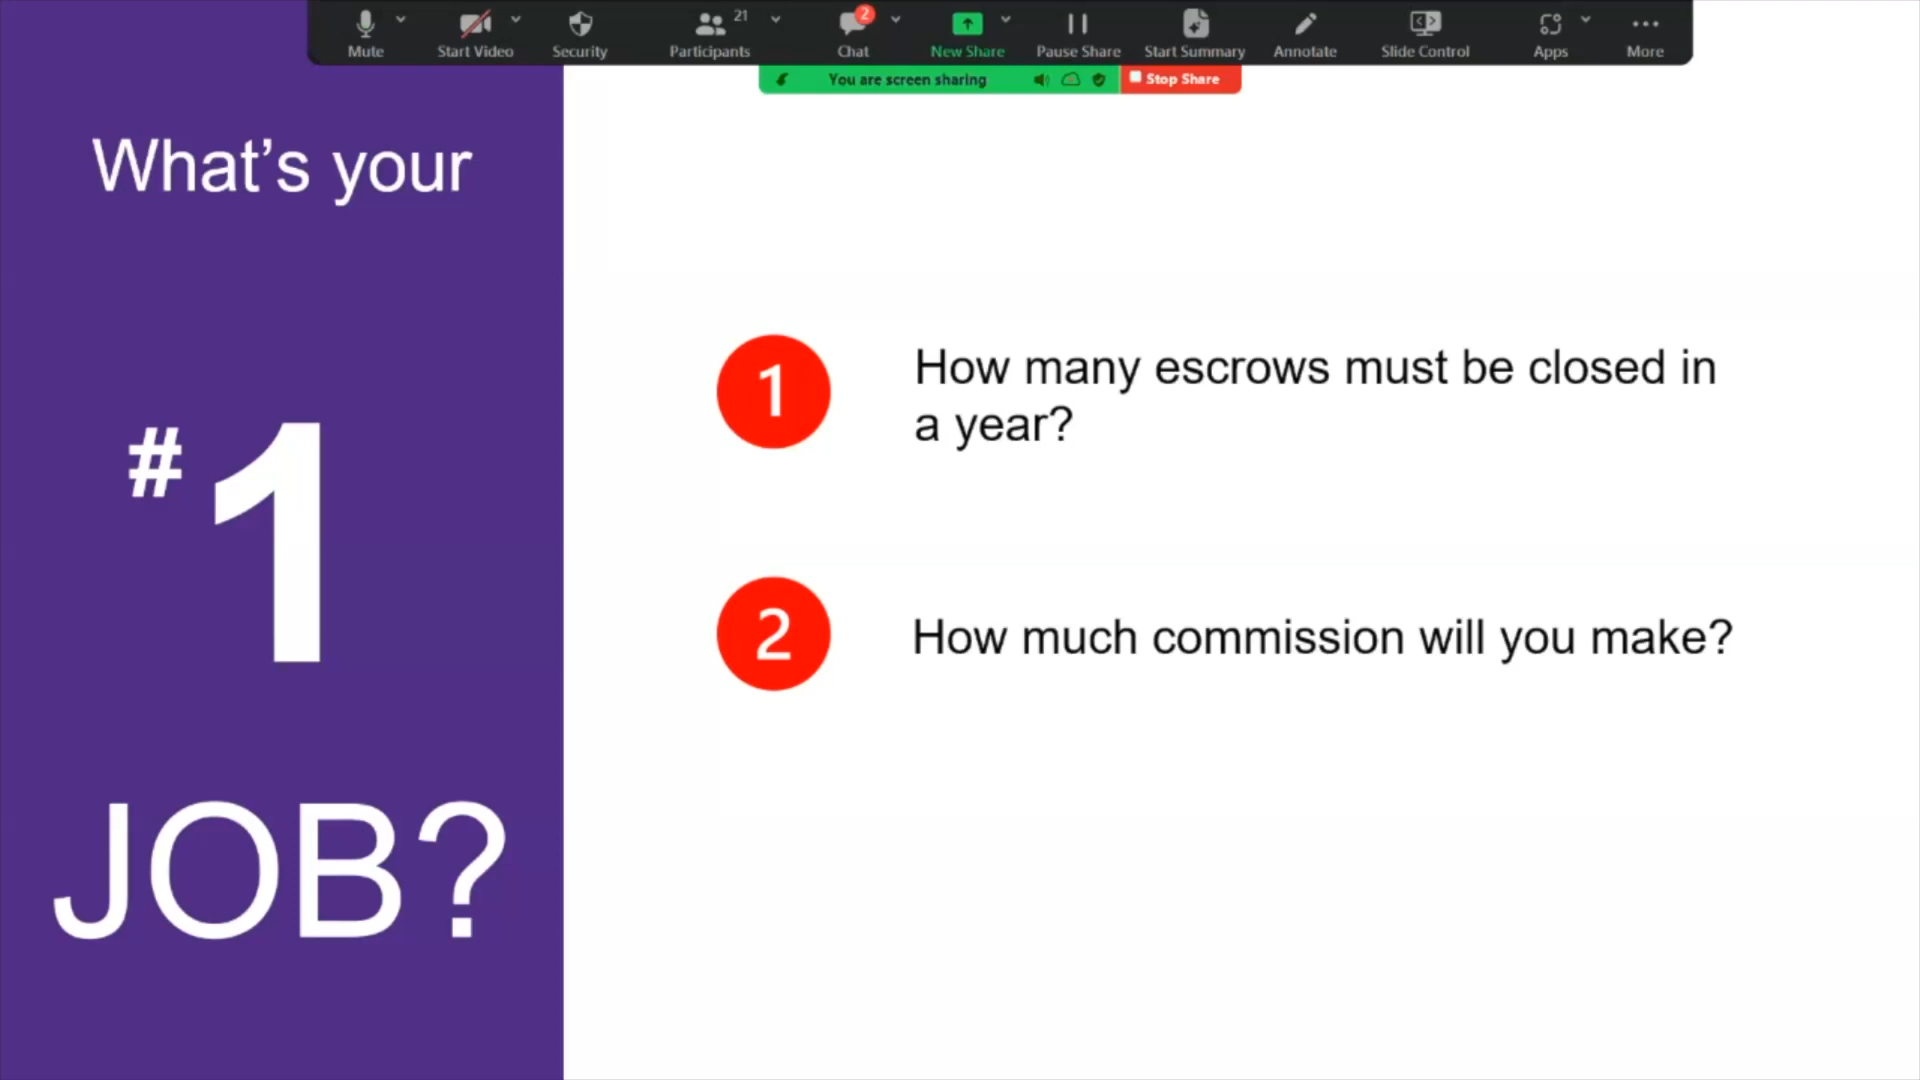 21
2
Mute
Start Video
Security
Participants
Chat
New Share
Pause Share
Start Summary
Annotate
Slide Control
Apps
More
You are screen sharing
Stop Share
What’s your
#1
JOB?
1
How many escrows must be closed in
a year?
2
How much commission will you make?